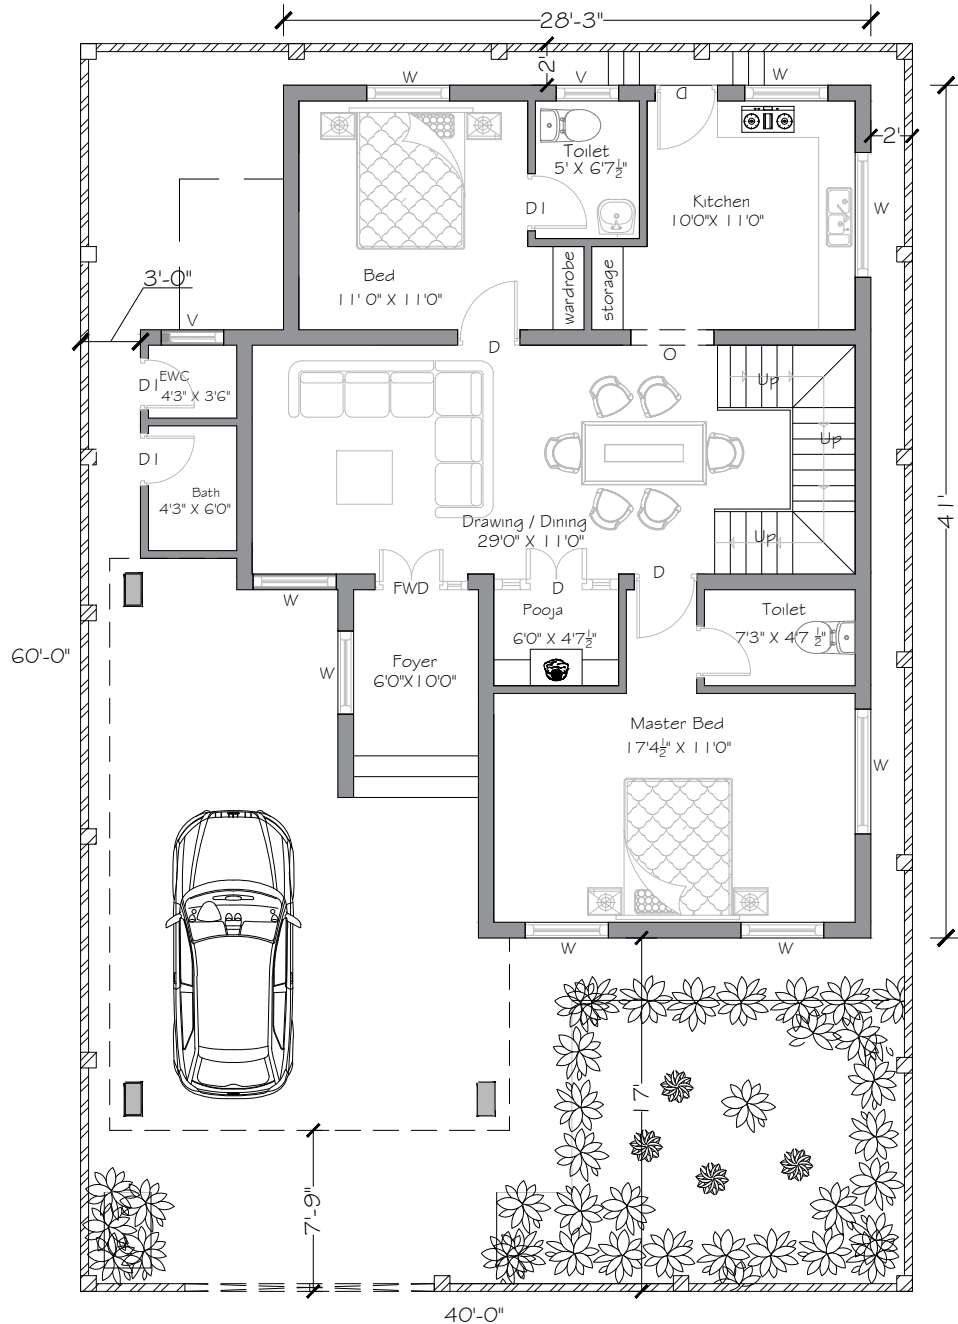 28'-3"
2'
W
V
W
D
2'
Toilet
5' X 6'7½"
D1
Kitchen
10'0"X 11'0"
W
Bed
11' 0" X 11'0"
wardrobe
storage
3'-0"
V
D
O
EWC
D1
4'3" X 3'6"
Up
Up
D1
Bath
4'3" X 6'0"
41'
Drawing / Dining
29'0" X 11'0"
Up
W
FWD
D
D
Pooja
6'0" X 4'7½"
Toilet
7'3" X 4'7 ½"
60'-0"
W
Foyer
6'0"X10'0"
Master Bed
17'4½" X 11'0"
W
W
W
17'
7'-9"
40'-0"